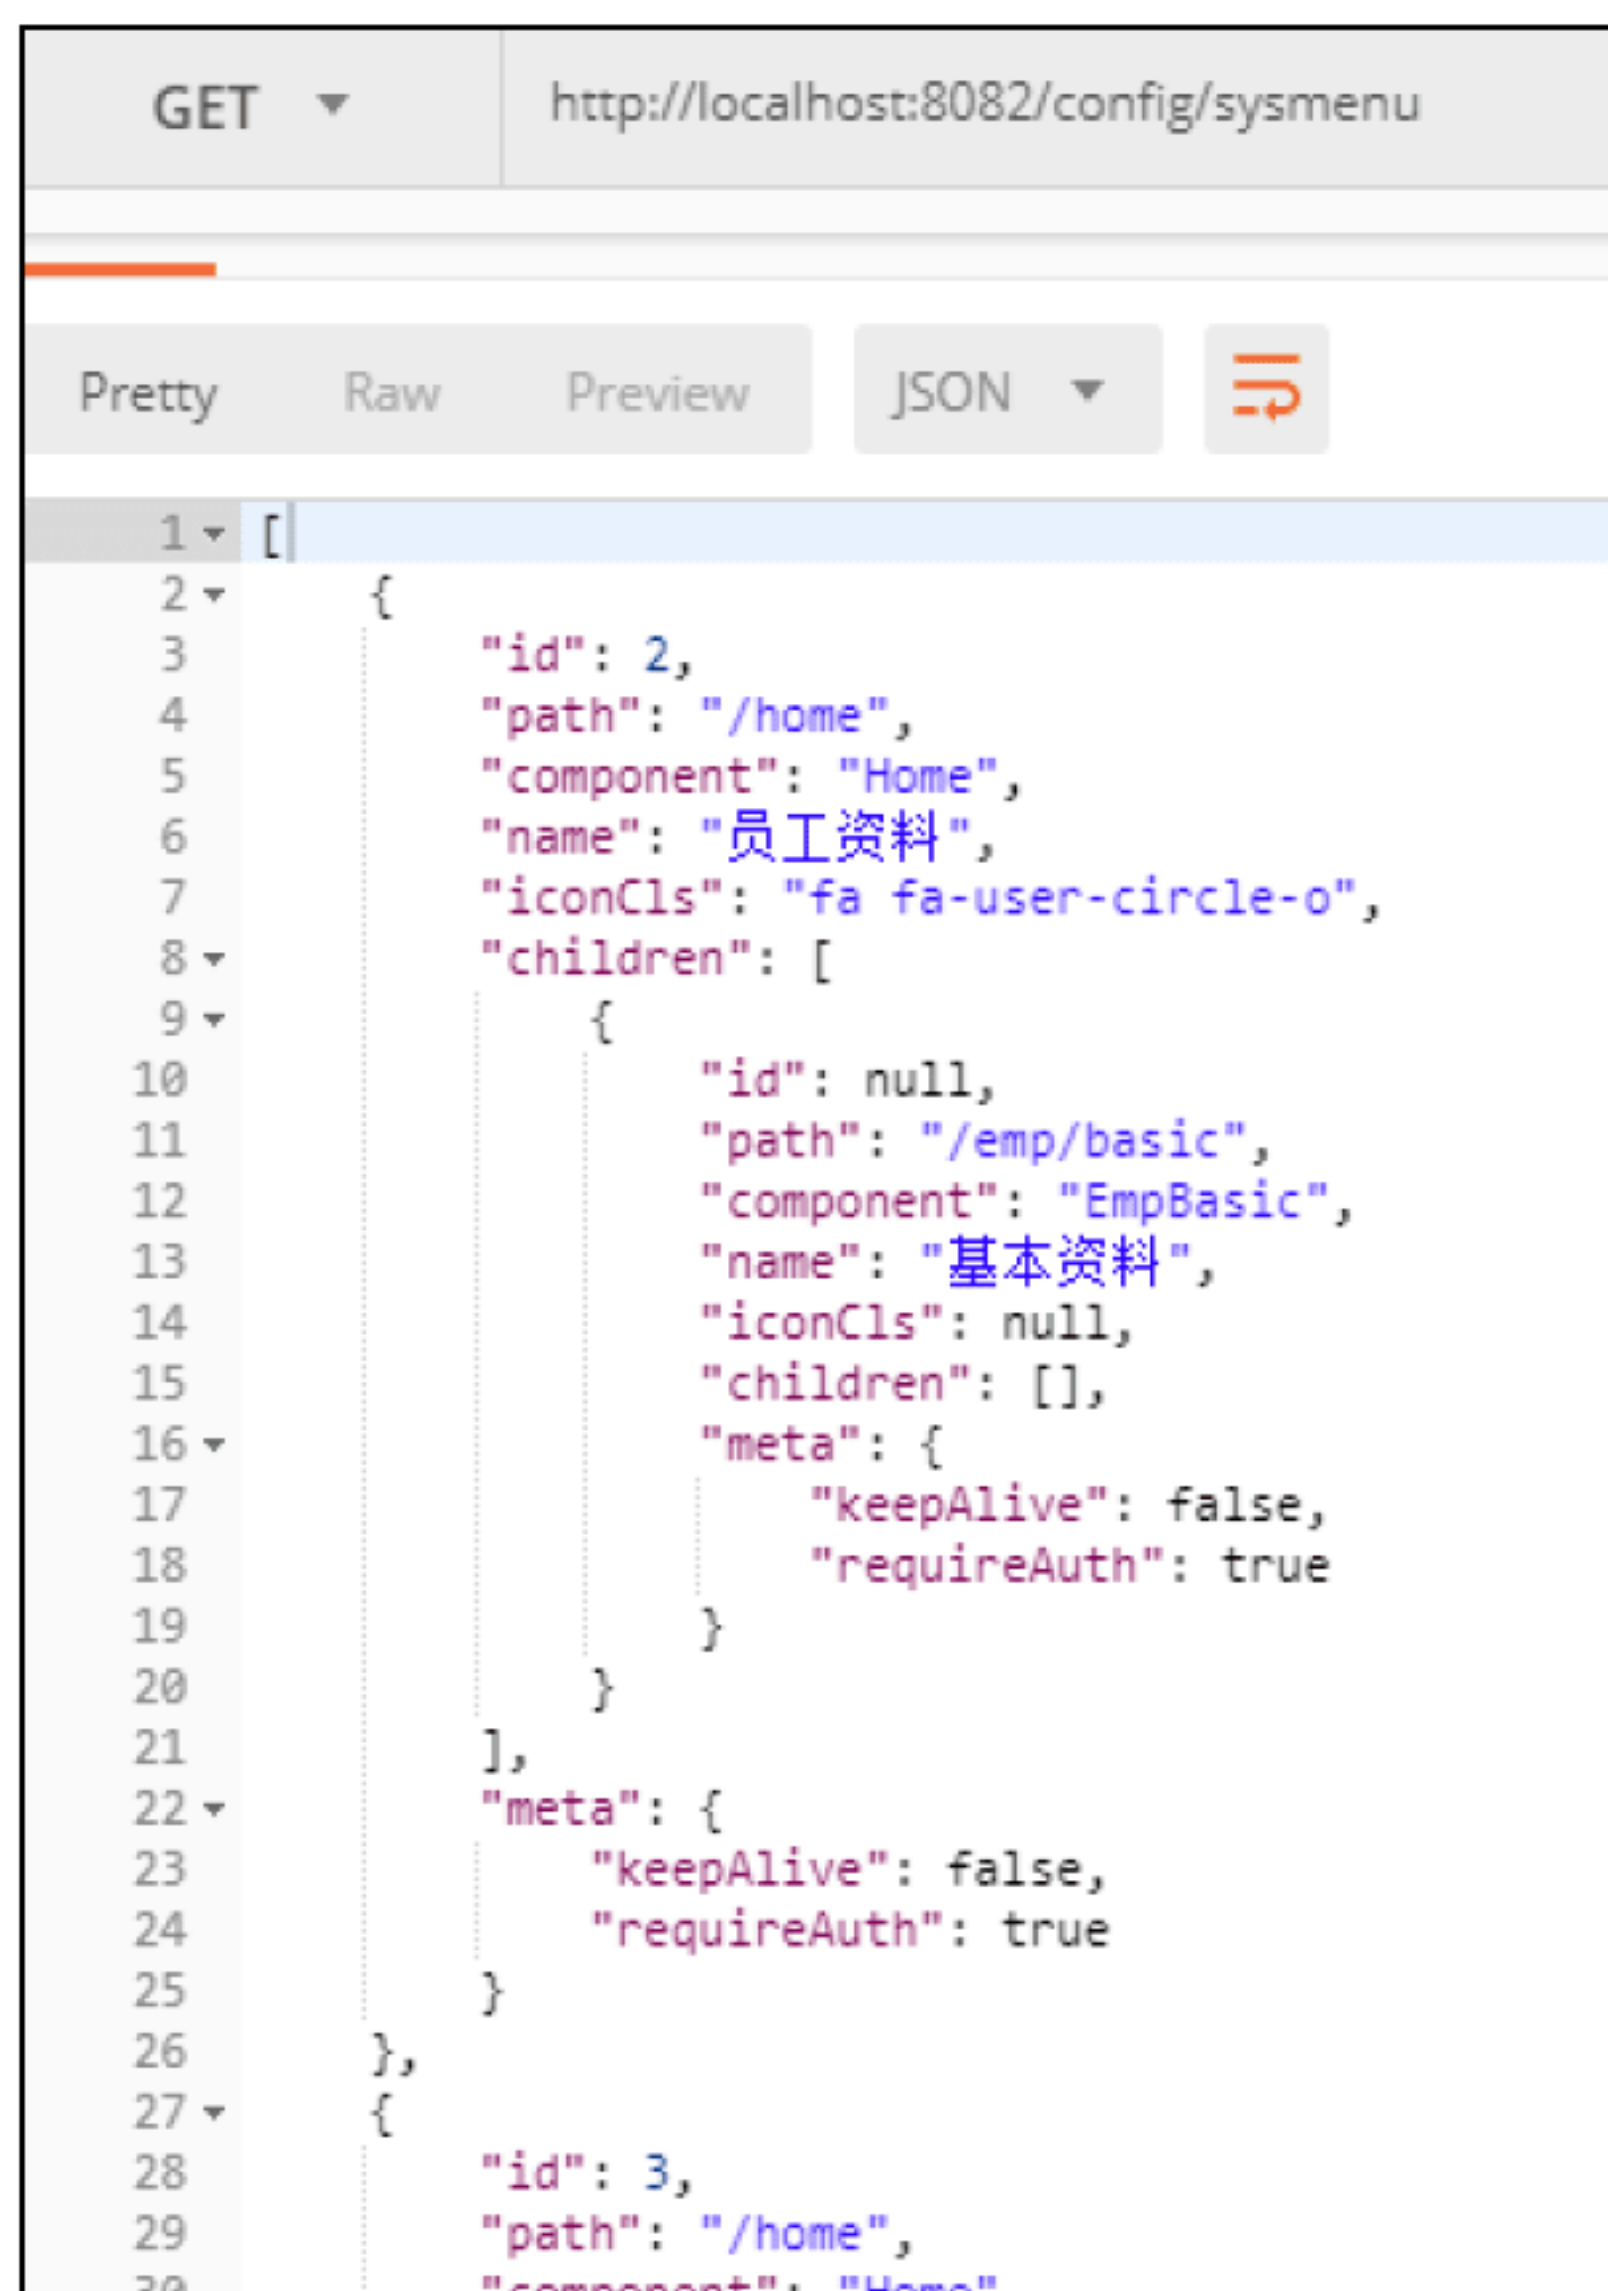 GET http://localhost:8082/config/sysmenu
Pretty Raw Preview JSON
1 [
2 {
3 "id": 2,
4 "path": "/home",
5 "component": "Home",
6 "name": "员工资料",
7 "iconCls": "fa fa-user-circle-o",
8 "children": [
9 {
10 "id": null,
11 "path": "/emp/basic",
12 "component": "EmpBasic",
13 "name": "基本资料",
14 "iconCls": null,
15 "children": [],
16 "meta": {
17 "keepAlive": false,
18 "requireAuth": true
19 }
20 }
21 ],
22 "meta": {
23 "keepAlive": false,
24 "requireAuth": true
25 }
26 },
27 {
28 "id": 3,
29 "path": "/home",
30 "component": "Home"